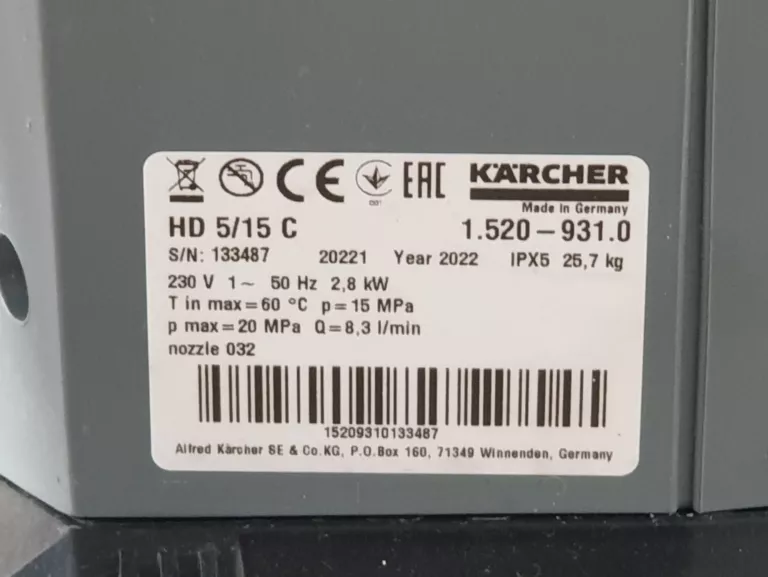 CE EAC KÄRCHER
Made in Germany
HD 5/15 C 1.520-931.0
S/N: 133487 20221 Year 2022 IPX5 25,7 kg
230 V 1~ 50 Hz 2,8 kW
T in max=60 °C p=15 MPa
p max=20 MPa Q=8,3 l/min
nozzle 032
15209310133487
Alfred Kärcher SE & Co.KG, P.O.Box 160, 71349 Winnenden, Germany